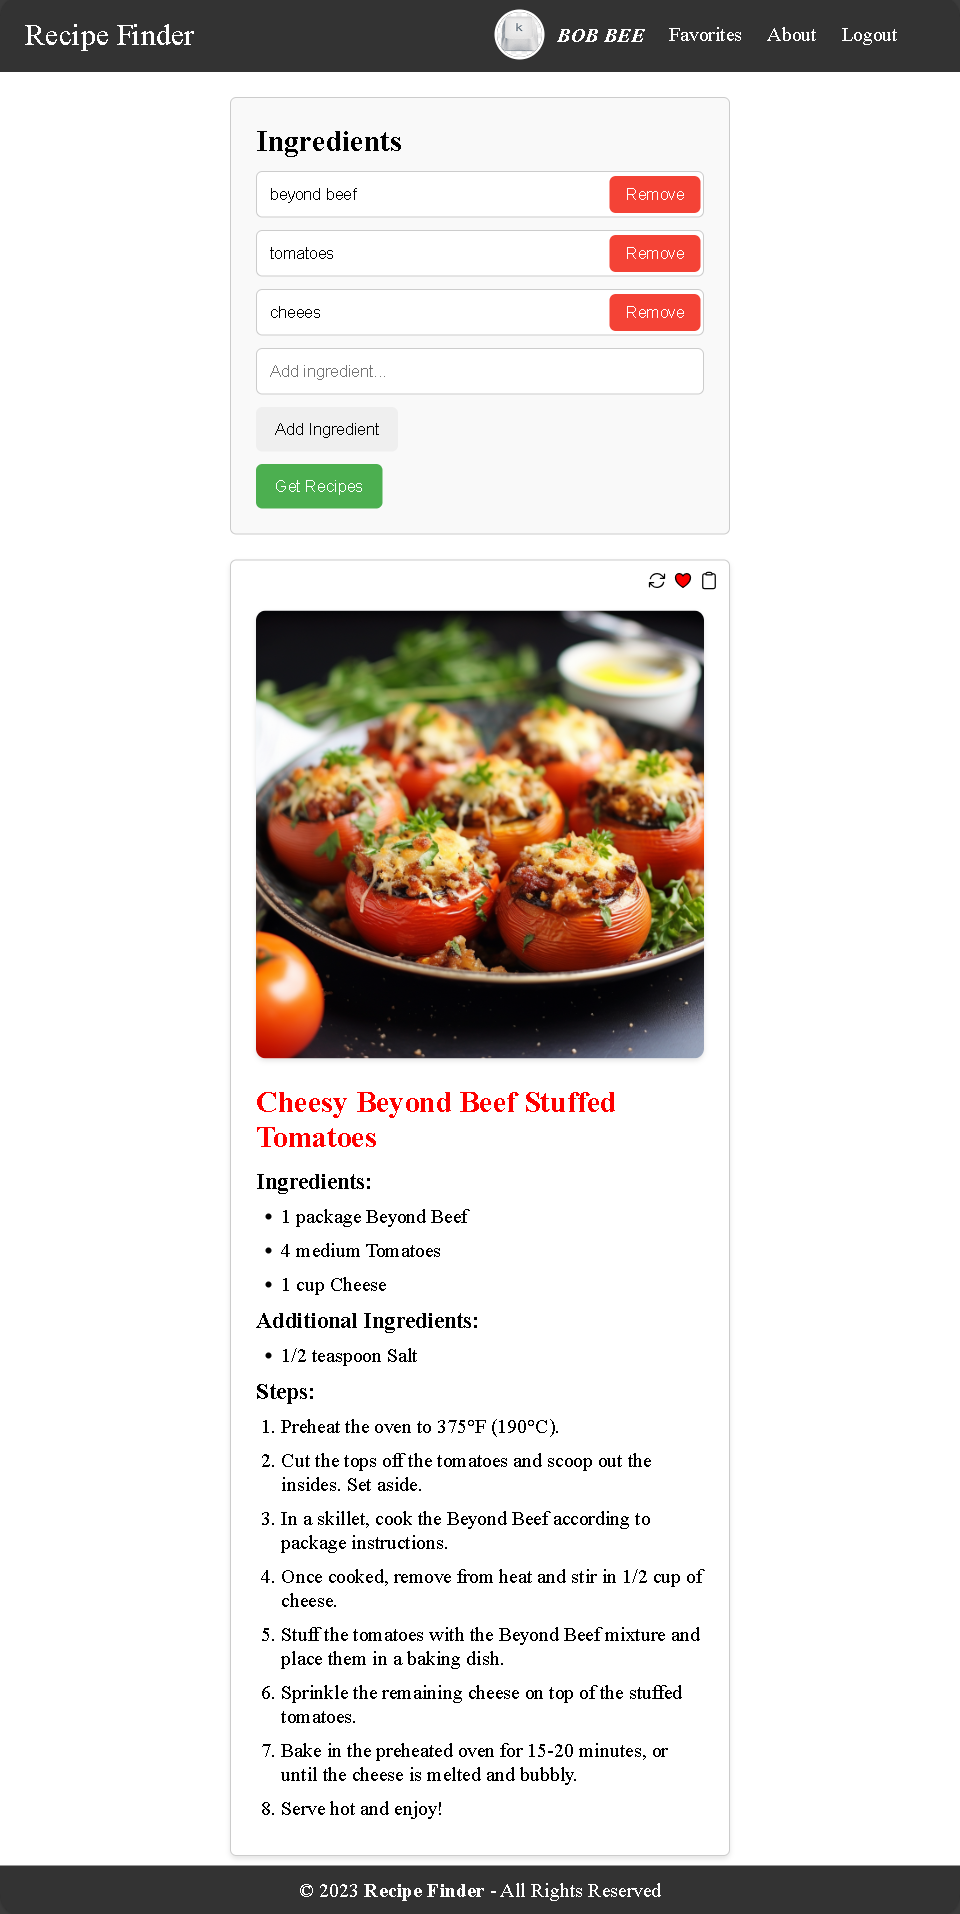 Recipe Finder
k
BOB BEE
Favorites
About
Logout
Ingredients
beyond beef
Remove
tomatoes
Remove
cheees
Remove
Add ingredient...
Add Ingredient
Get Recipes
Cheesy Beyond Beef Stuffed
Tomatoes
Ingredients:
• 1 package Beyond Beef
• 4 medium Tomatoes
• 1 cup Cheese
Additional Ingredients:
• 1/2 teaspoon Salt
Steps:
1. Preheat the oven to 375°F (190°C).
2. Cut the tops off the tomatoes and scoop out the
insides. Set aside.
3. In a skillet, cook the Beyond Beef according to
package instructions.
4. Once cooked, remove from heat and stir in 1/2 cup of
cheese.
5. Stuff the tomatoes with the Beyond Beef mixture and
place them in a baking dish.
6. Sprinkle the remaining cheese on top of the stuffed
tomatoes.
7. Bake in the preheated oven for 15-20 minutes, or
until the cheese is melted and bubbly.
8. Serve hot and enjoy!
© 2023 Recipe Finder - All Rights Reserved